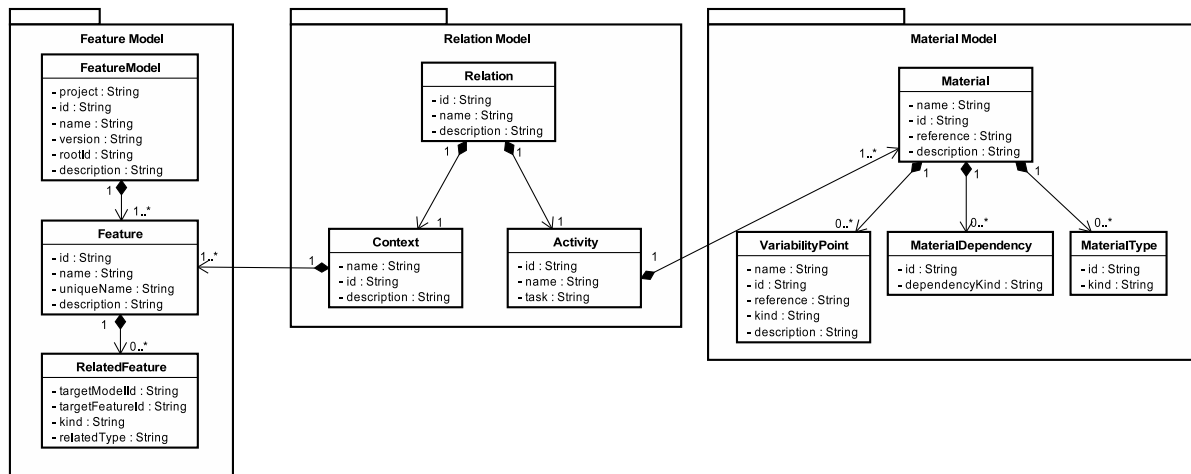 Feature Model
FeatureModel
- project : String
- id : String
- name : String
- version : String
- rootId : String
- description : String
1
1..*
Feature
- id : String
- name : String
- uniqueName : String
- description : String
1
0..*
RelatedFeature
- targetModelId : String
- targetFeatureId : String
- kind : String
- relatedType : String
1..*
1
Relation Model
Relation
- id : String
- name : String
- description : String
1
1
1
1
Context
- name : String
- id : String
- description : String
Activity
- id : String
- name : String
- task : String
1
1..*
Material Model
Material
- name : String
- id : String
- reference : String
- description : String
1
1
1
0..*
0..*
0..*
VariabilityPoint
- name : String
- id : String
- reference : String
- kind : String
- description : String
MaterialDependency
- id : String
- dependencyKind : String
MaterialType
- id : String
- kind : String